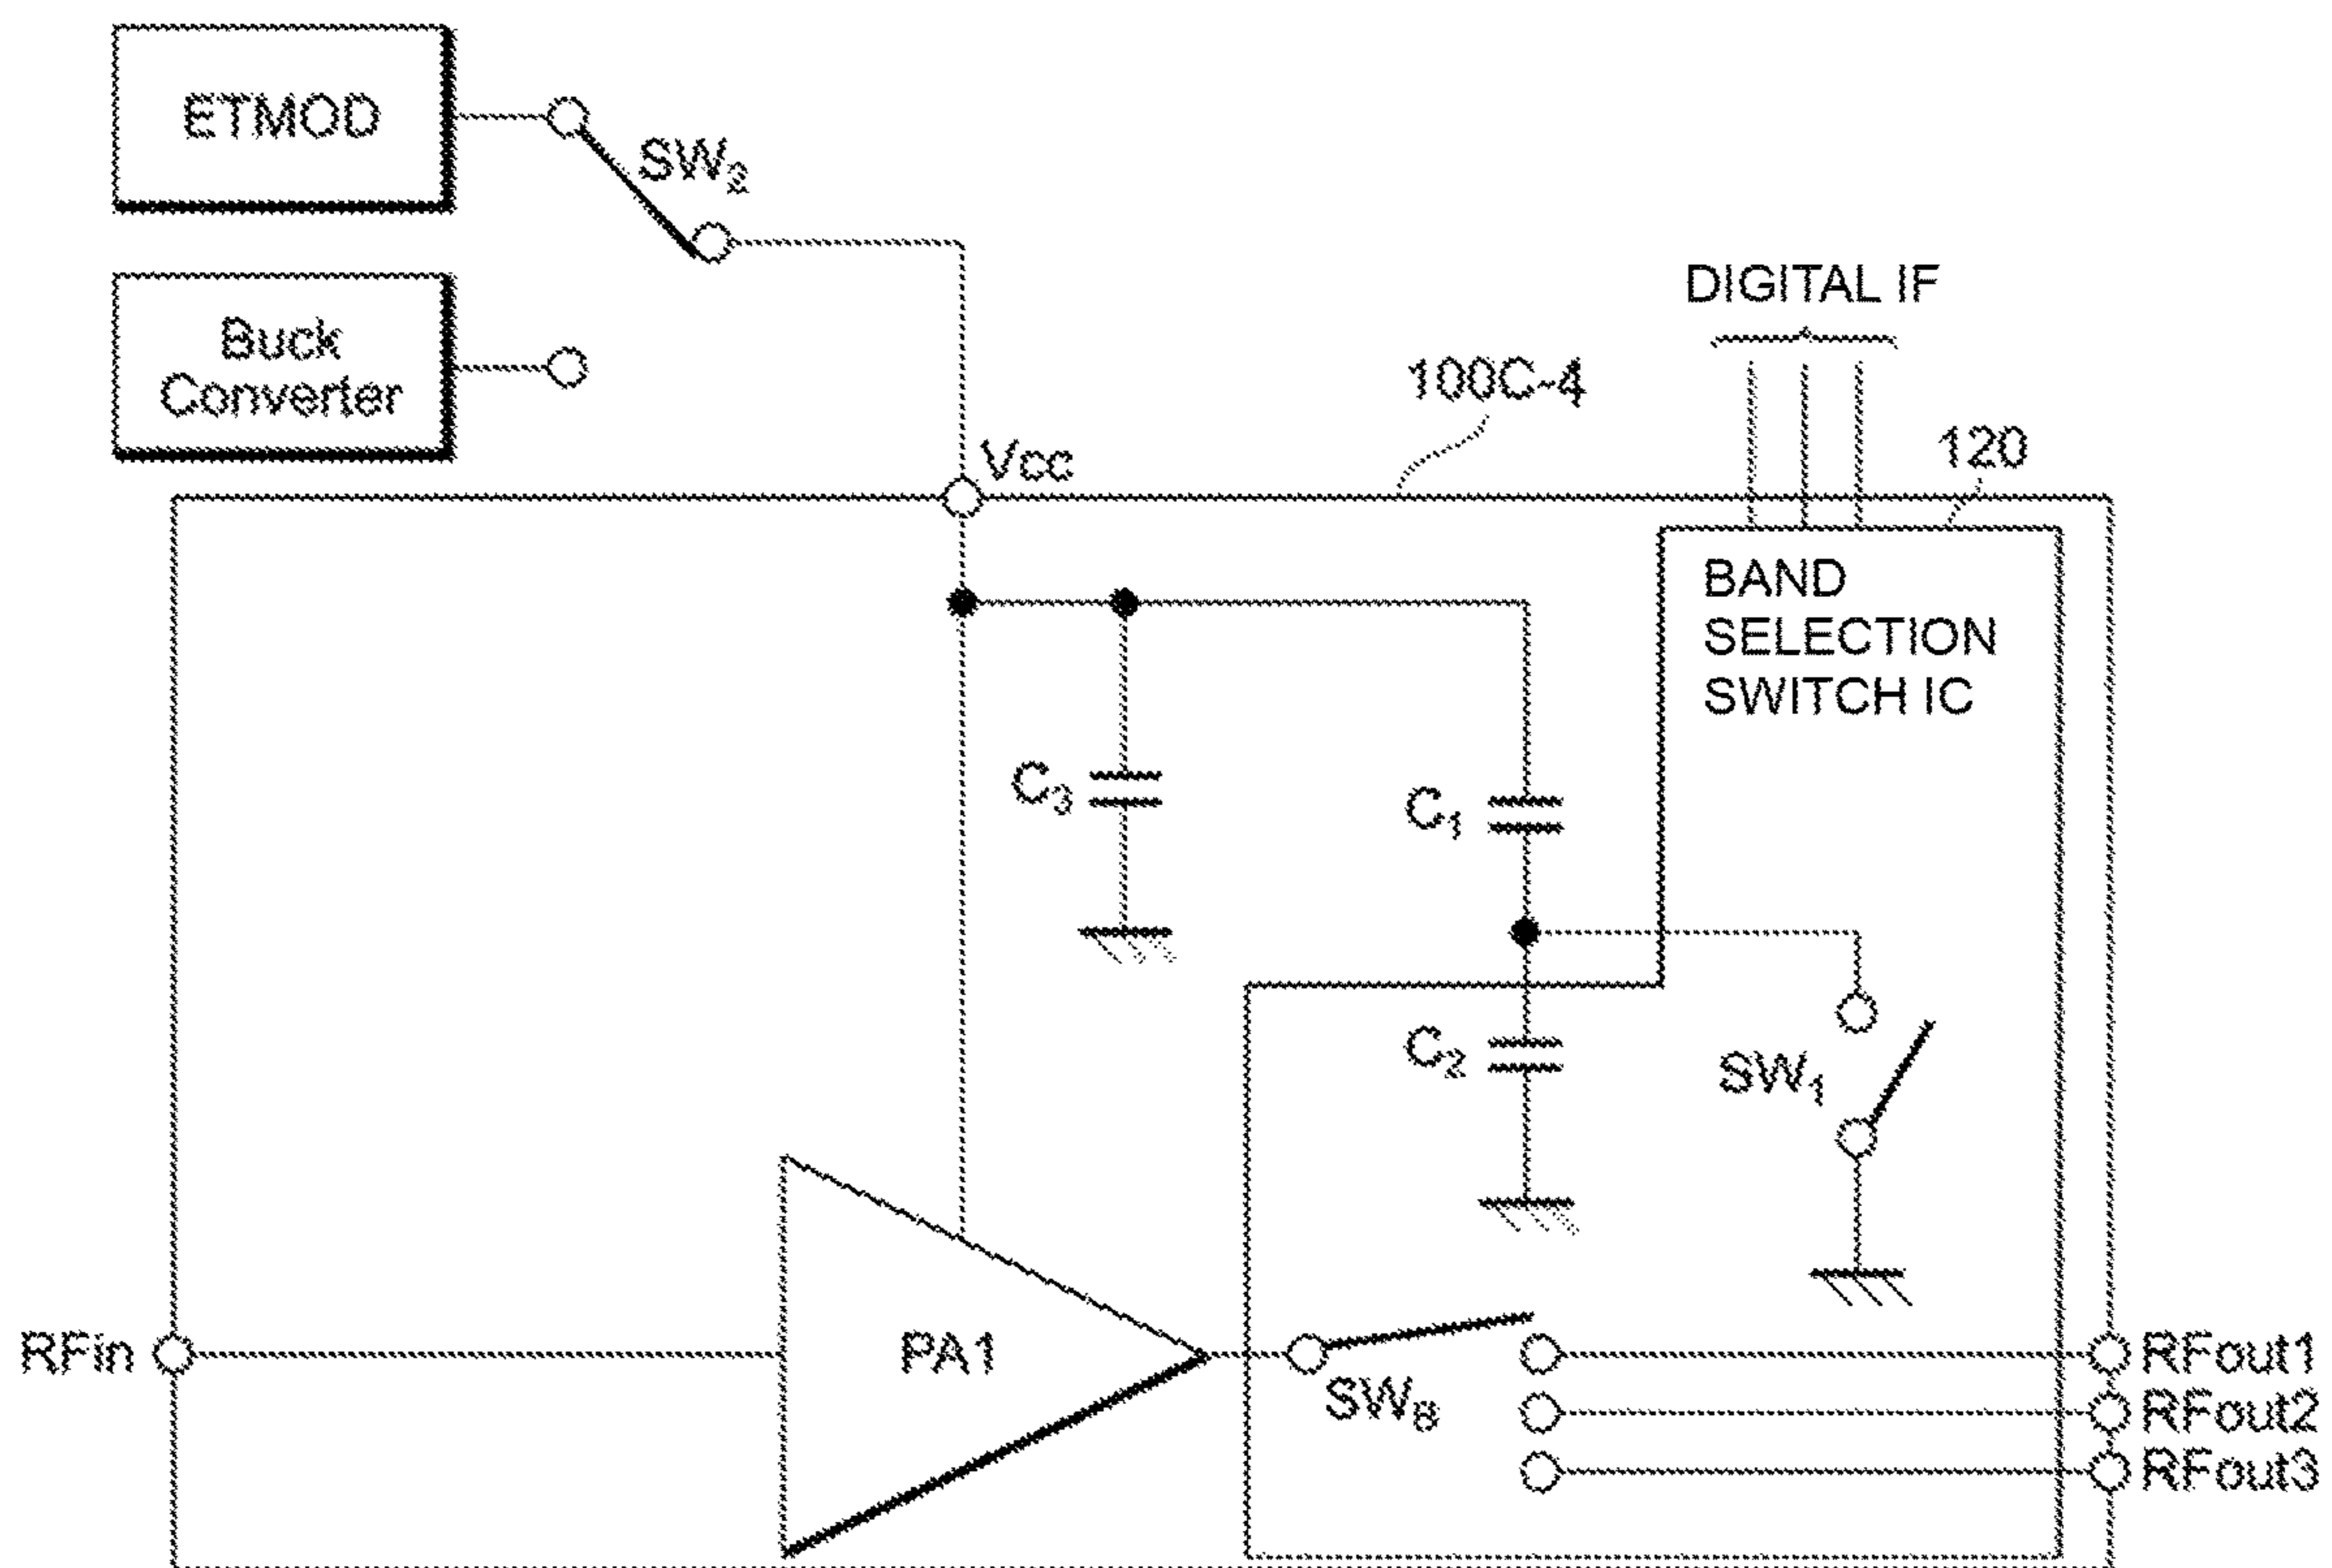 ETMOD
SW₂
Buck
Converter
DIGITAL IF
100C-4
120
Vcc
BAND
SELECTION
SWITCH IC
C₃
C₁
C₂
SW₁
RFin
PA1
SW₈
RFout1
RFout2
RFout3